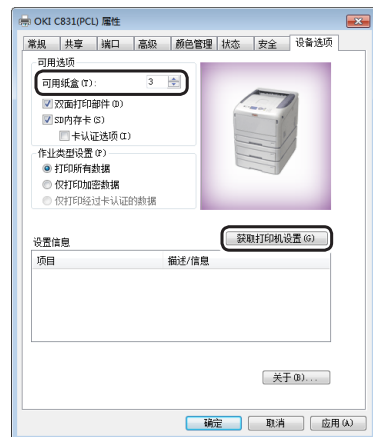 OKI C831(PCL) 属性
常规 共享 端口 高级 颜色管理 状态 安全 设备选项
可用选项
可用纸盒(T): 3
双面打印部件(D)
SD内存卡(S)
卡认证选项(I)
作业类型设置(P)
打印所有数据
仅打印加密数据
仅打印经过卡认证的数据
获取打印机设置(G)
设置信息
项目 描述/信息
关于(B)...
确定 取消 应用(A)